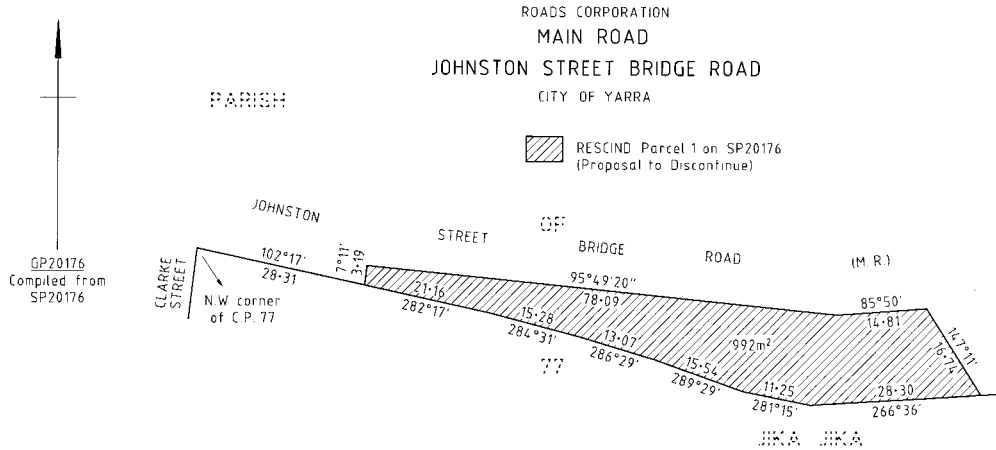 ROADS CORPORATION
MAIN ROAD
JOHNSTON STREET BRIDGE ROAD
CITY OF YARRA
PARISH
RESCIND Parcel 1 on SP20176
(Proposal to Discontinue)
JOHNSTON STREET OF BRIDGE ROAD (M.R.)
GP20176
Compiled from
SP20176
CLARKE
STREET
102°17'
28·31
N.W corner
of C.P. 77
7°11'
3·19
95°49'20"
78·09
85°50'
14·81
147°11'
16·74
992m²
21·16
282°17'
15·28
284°31'
13·07
286°29'
15·54
289°29'
11·25
281°15'
28·30
266°36'
77
JIKA JIKA